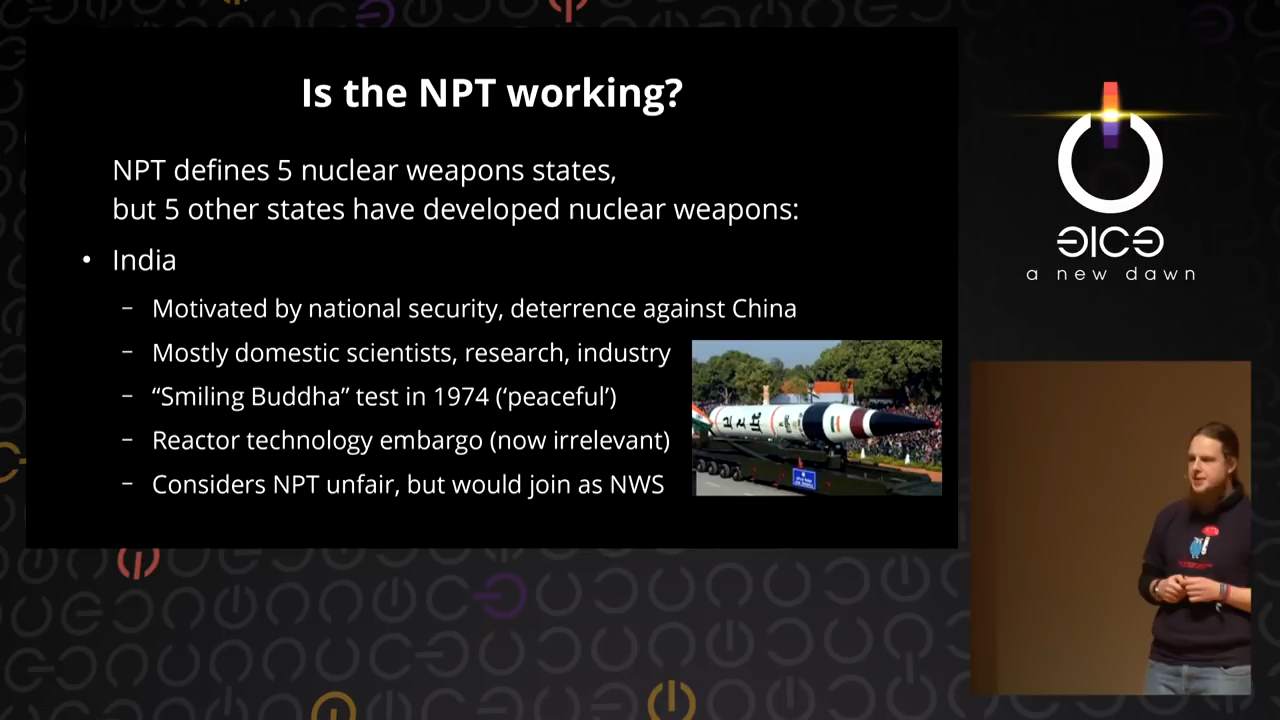 Is the NPT working?
NPT defines 5 nuclear weapons states,
but 5 other states have developed nuclear weapons:
• India
– Motivated by national security, deterrence against China
– Mostly domestic scientists, research, industry
– “Smiling Buddha” test in 1974 (‘peaceful’)
– Reactor technology embargo (now irrelevant)
– Considers NPT unfair, but would join as NWS
a new dawn